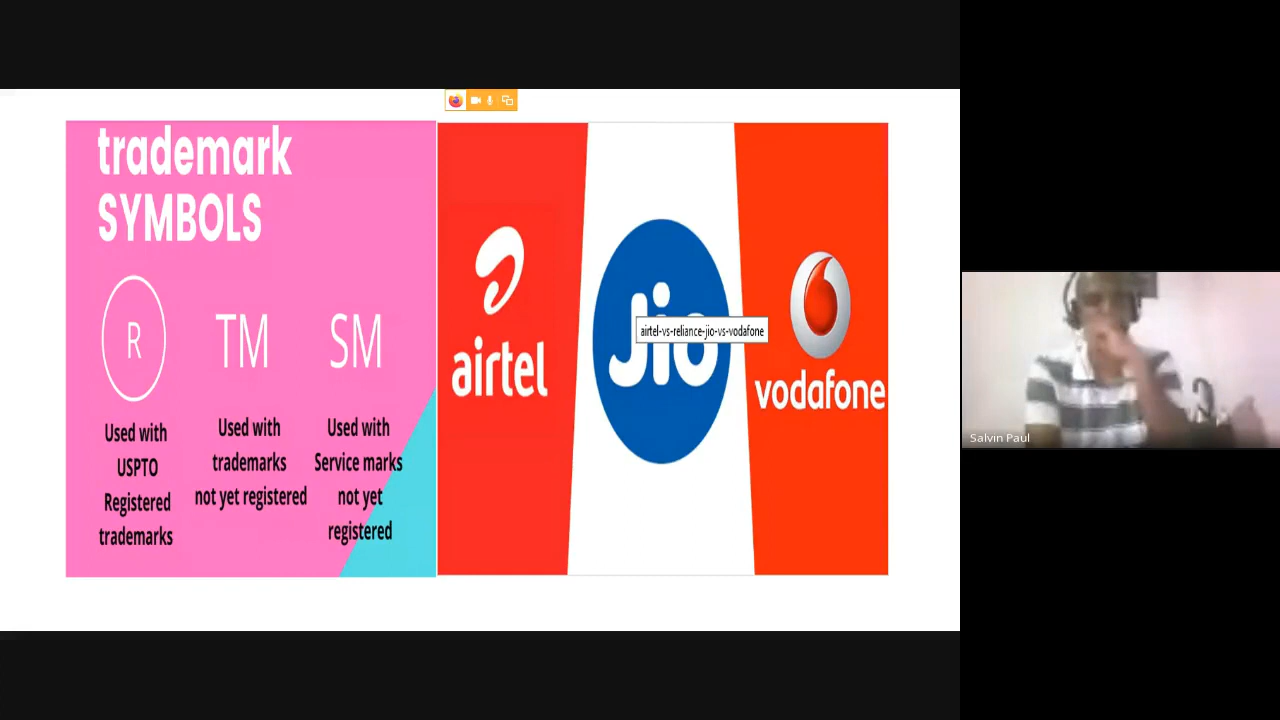 trademark
SYMBOLS
R
TM
SM
Used with
USPTO
Registered
trademarks
Used with
trademarks
not yet registered
Used with
Service marks
not yet
registered
airtel
Jio
airtel-vs-reliance-jio-vs-vodafone
vodafone
Salvin Paul